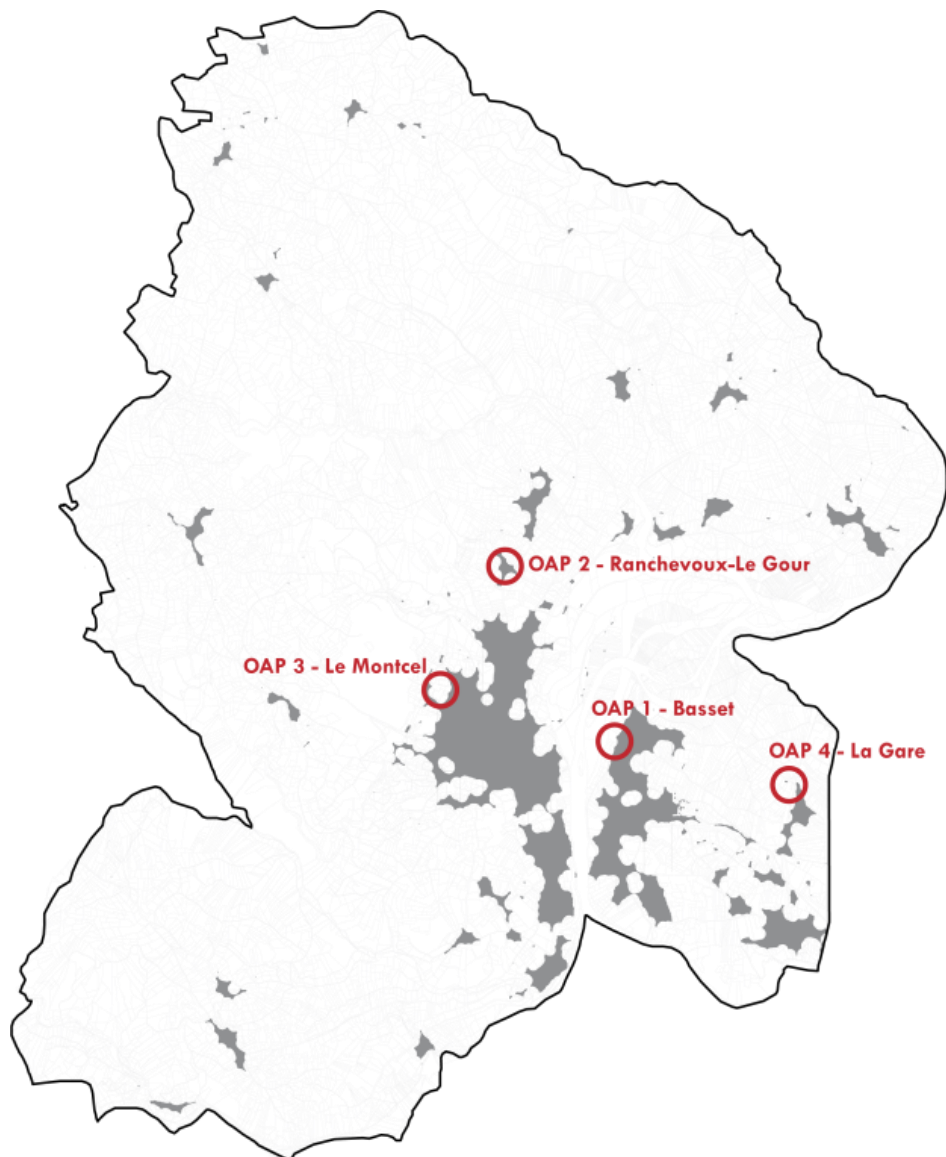 OAP 2 - Ranchevoux-Le Gour
OAP 3 - Le Montcel
OAP 1 - Basset
OAP 4 - La Gare